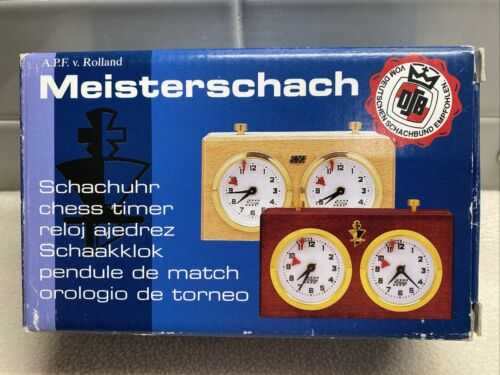 A.P.F. v. Rolland
Meisterschach
VOM DEUTSCHEN SCHACHBUND EMPFOHLEN
DSB
Schachuhr
chess timer
reloj ajedrez
Schaakklok
pendule de match
orologio de torneo